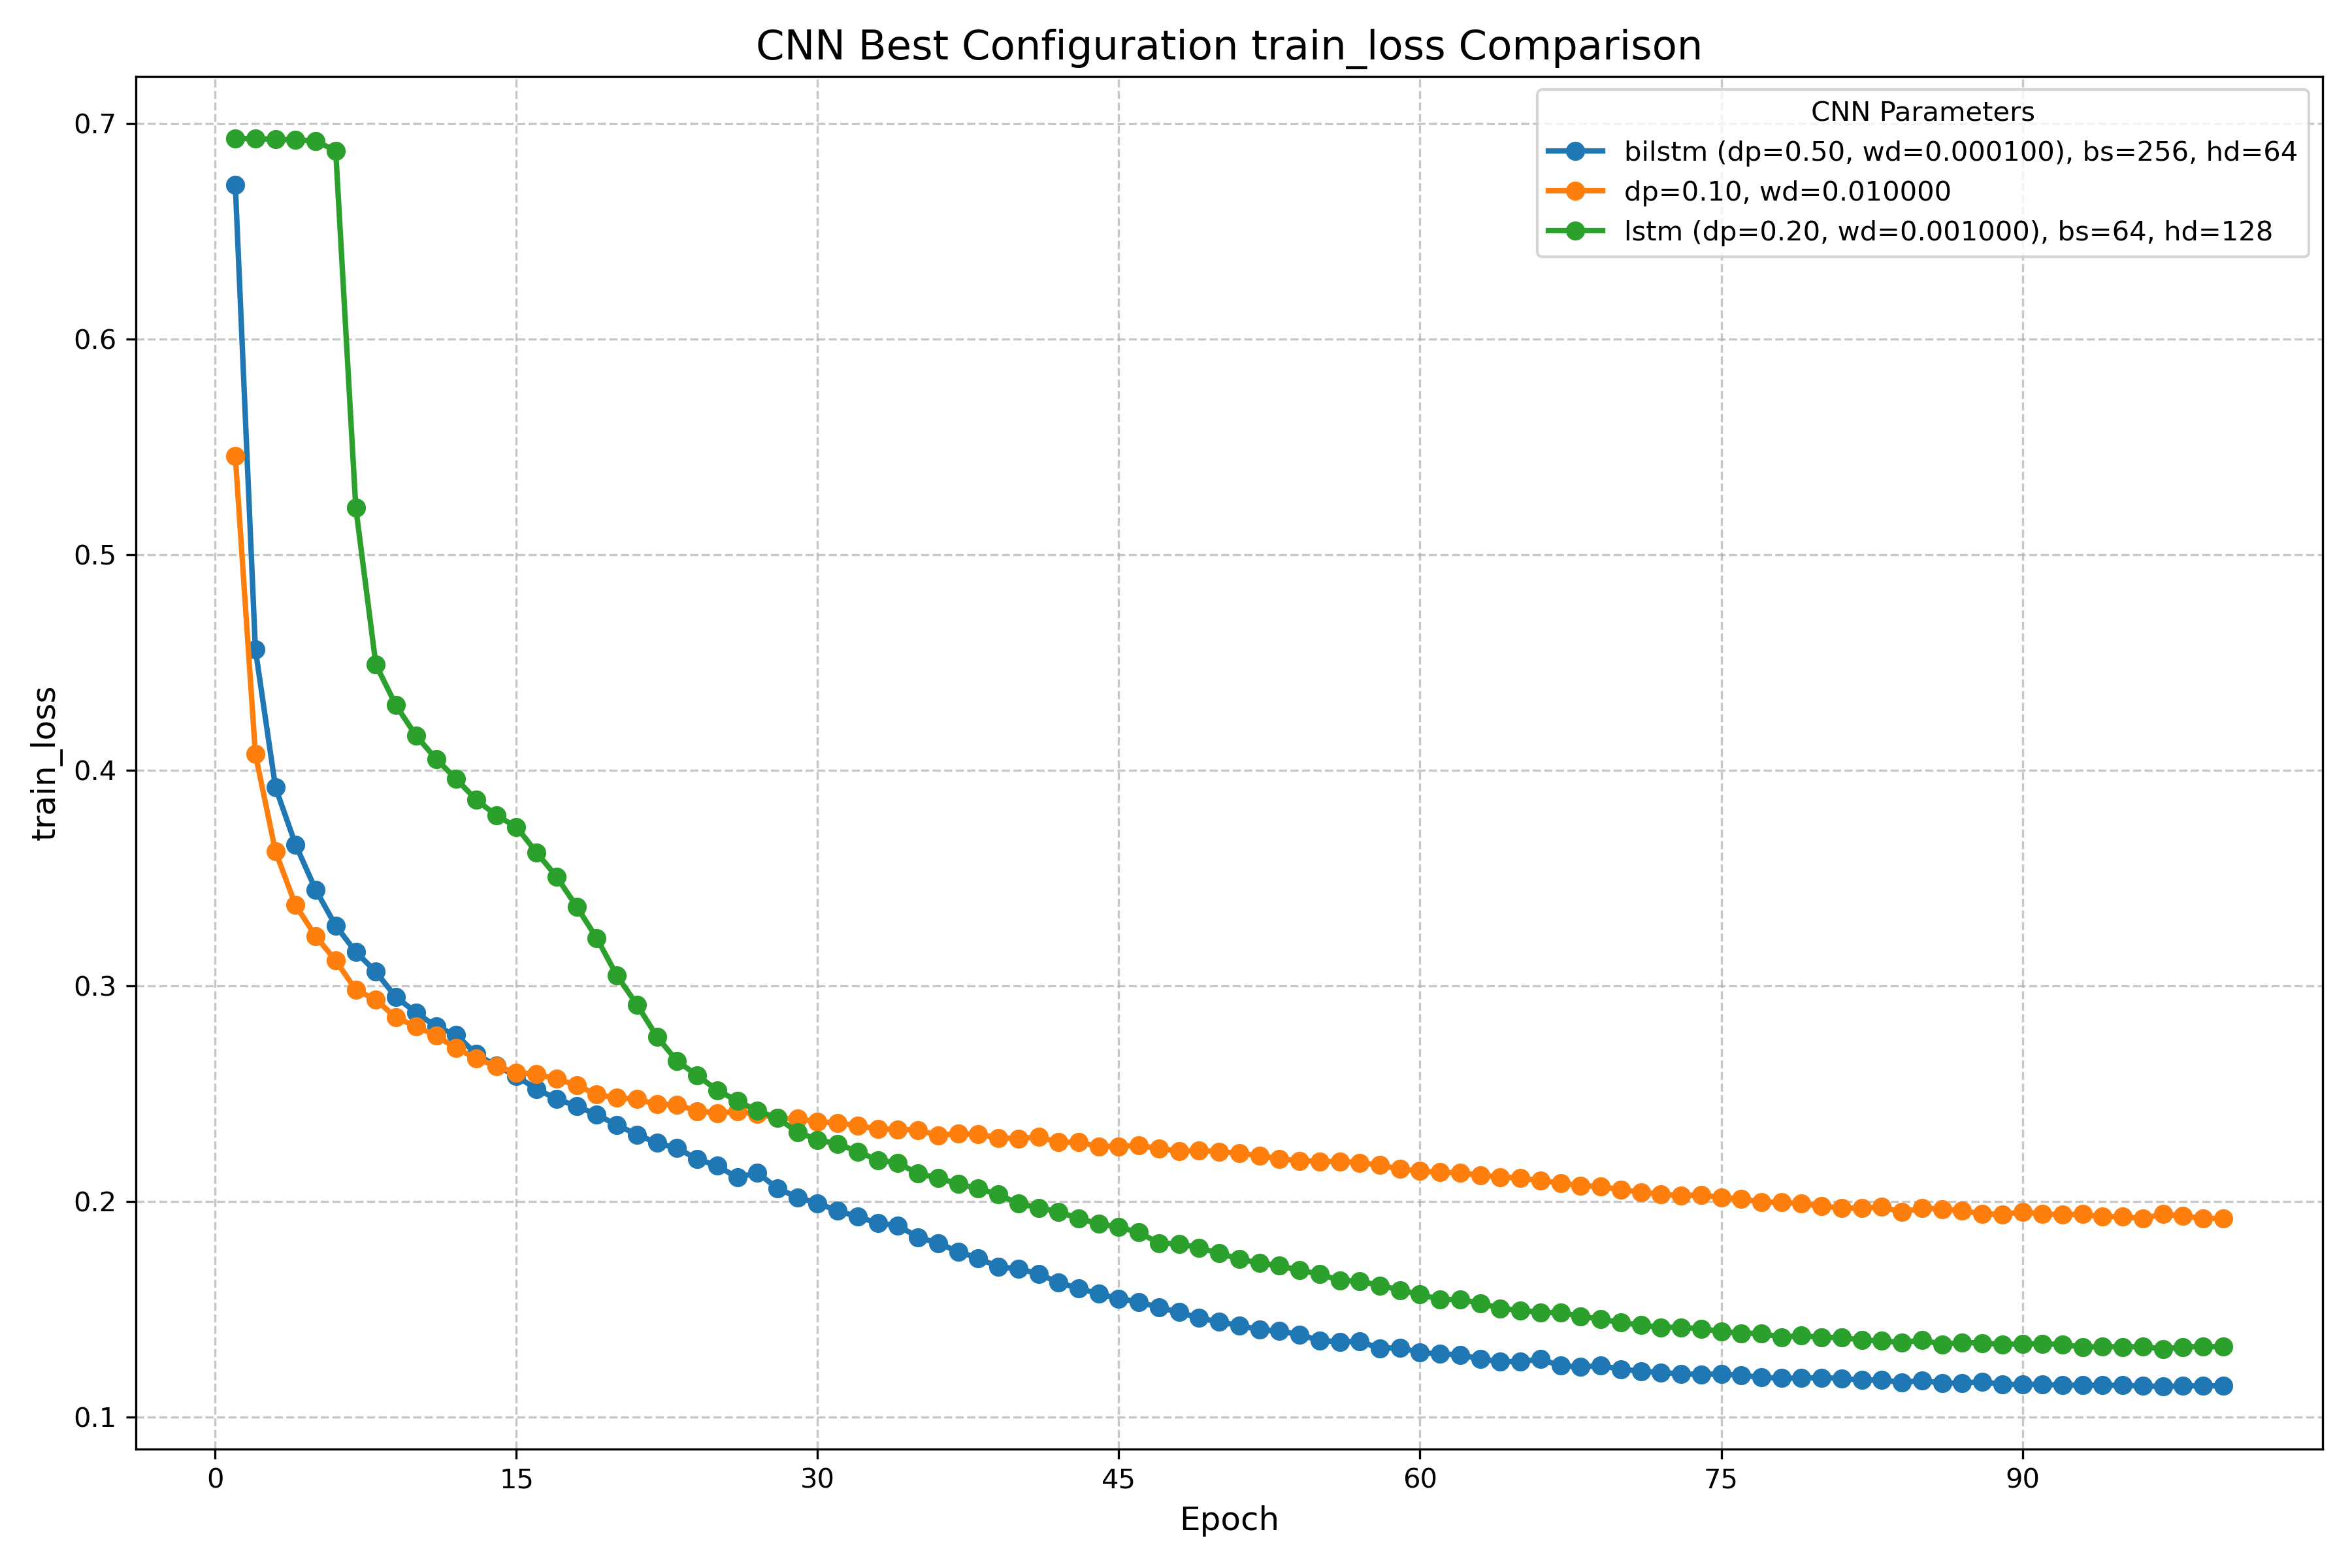 CNN Best Configuration train_loss Comparison
CNN Parameters
bilstm (dp=0.50, wd=0.000100), bs=256, hd=64
dp=0.10, wd=0.010000
lstm (dp=0.20, wd=0.001000), bs=64, hd=128
train_loss
0.7
0.6
0.5
0.4
0.3
0.2
0.1
0 15 30 45 60 75 90
Epoch